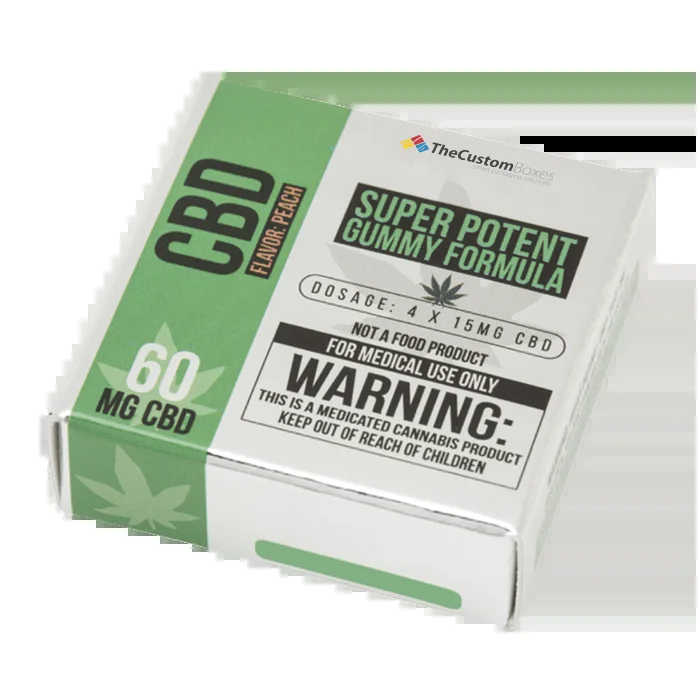 TheCustomBoxes
CBD
FLAVOR: PEACH
60
MG CBD
SUPER POTENT
GUMMY FORMULA
DOSAGE: 4 X 15MG CBD
NOT A FOOD PRODUCT
FOR MEDICAL USE ONLY
WARNING:
THIS IS A MEDICATED CANNABIS PRODUCT
KEEP OUT OF REACH OF CHILDREN